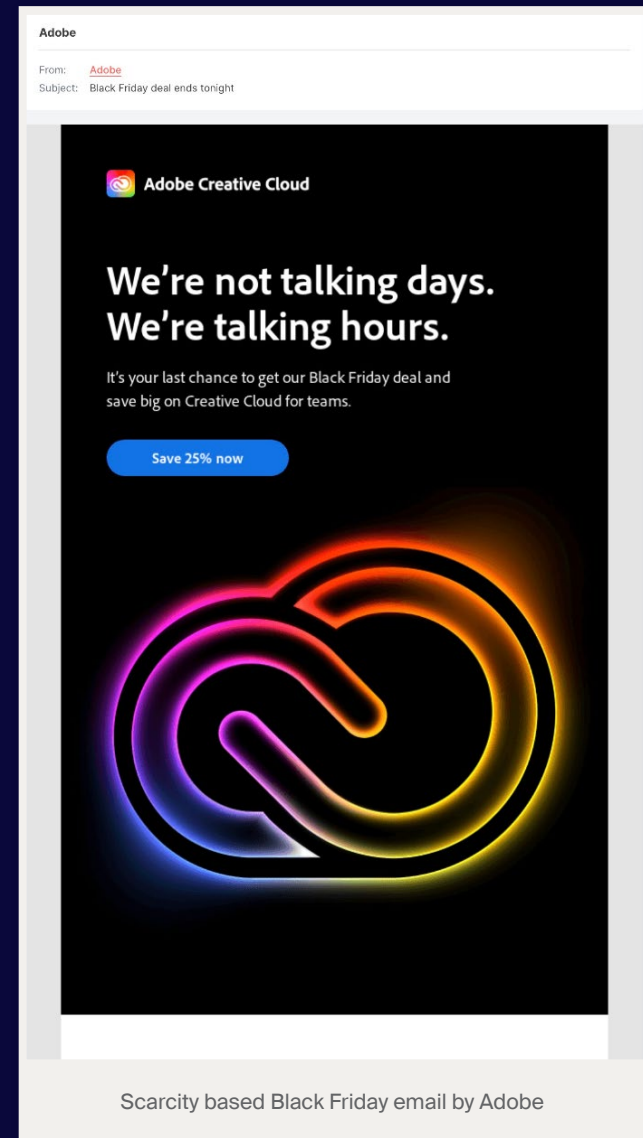 Adobe
From: Adobe
Subject: Black Friday deal ends tonight
Adobe Creative Cloud
We're not talking days.
We're talking hours.
It's your last chance to get our Black Friday deal and
save big on Creative Cloud for teams.
Save 25% now
Scarcity based Black Friday email by Adobe